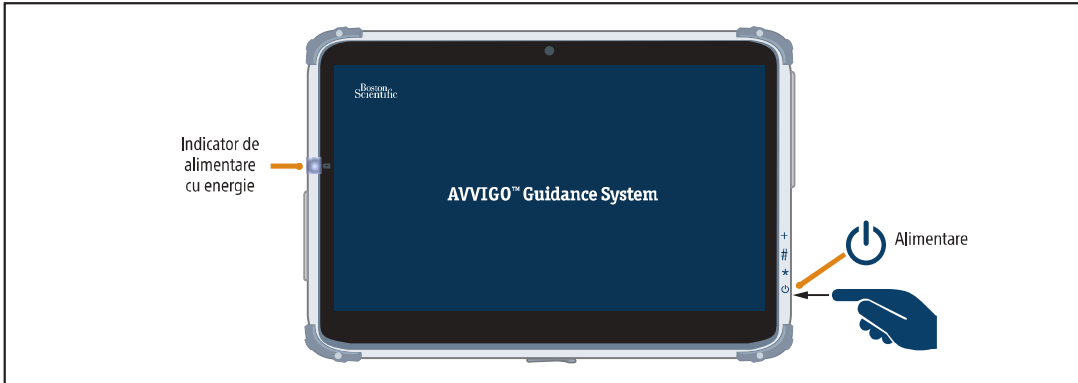 Boston
Scientific
Indicator de
alimentare
cu energie
AVVIGO™ Guidance System
+
#
*
Alimentare